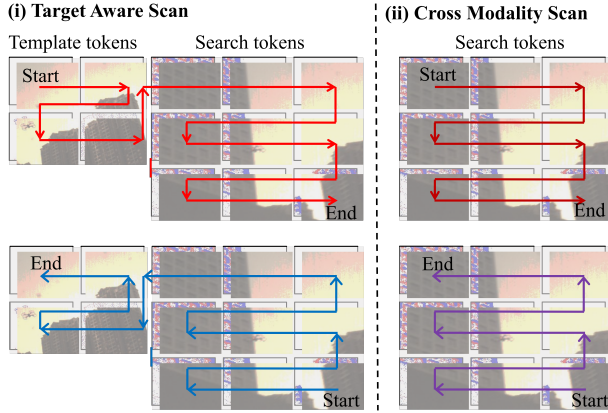 (i) Target Aware Scan
Template tokens
Search tokens
Start
End
End
Start
(ii) Cross Modality Scan
Search tokens
Start
End
End
Start